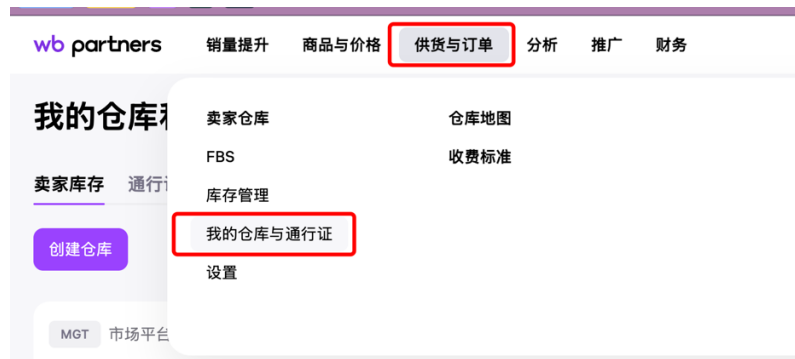 wb partners 销量提升 商品与价格 供货与订单 分析 推广 财务
我的仓库
卖家仓库 仓库地图
FBS 收费标准
卖家库存 通行
库存管理
我的仓库与通行证
创建仓库
设置
MGT 市场平台